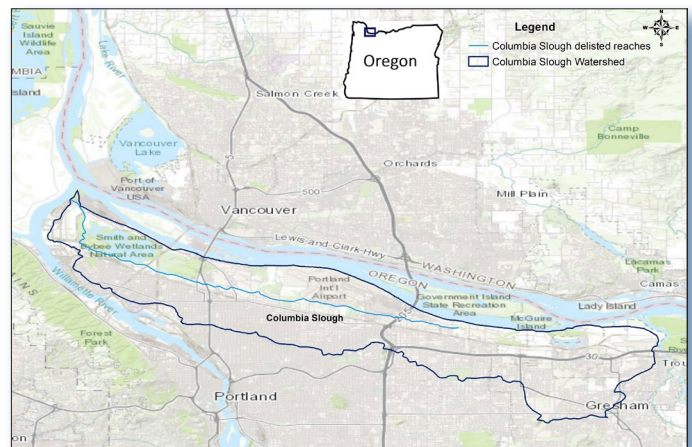 Sauvie
Island
Wildlife
Area
MBIA
sland
Lake River
Legend
Columbia Slough delisted reaches
Columbia Slough Watershed
N
W
E
S
Oregon
Salmon Creek
Camp
Bonneville
Vancouver
Lake
Orchards
Port of
Vancouver
USA
5
500
Mill Plain
Vancouver
Lewis-and-Clark-Hwy
WASHINGTON
OREGON
Lacamas
Park
Camas
Smith and
Bybee Wetlands
Natural Area
Portland
Int'l
Airport
Government Island
State Recreation
Area
Lady Island
McGuire
Island
Willamette River
Columbia Slough
205
30
Forest
Park
Trou
Portland
Gresham
on